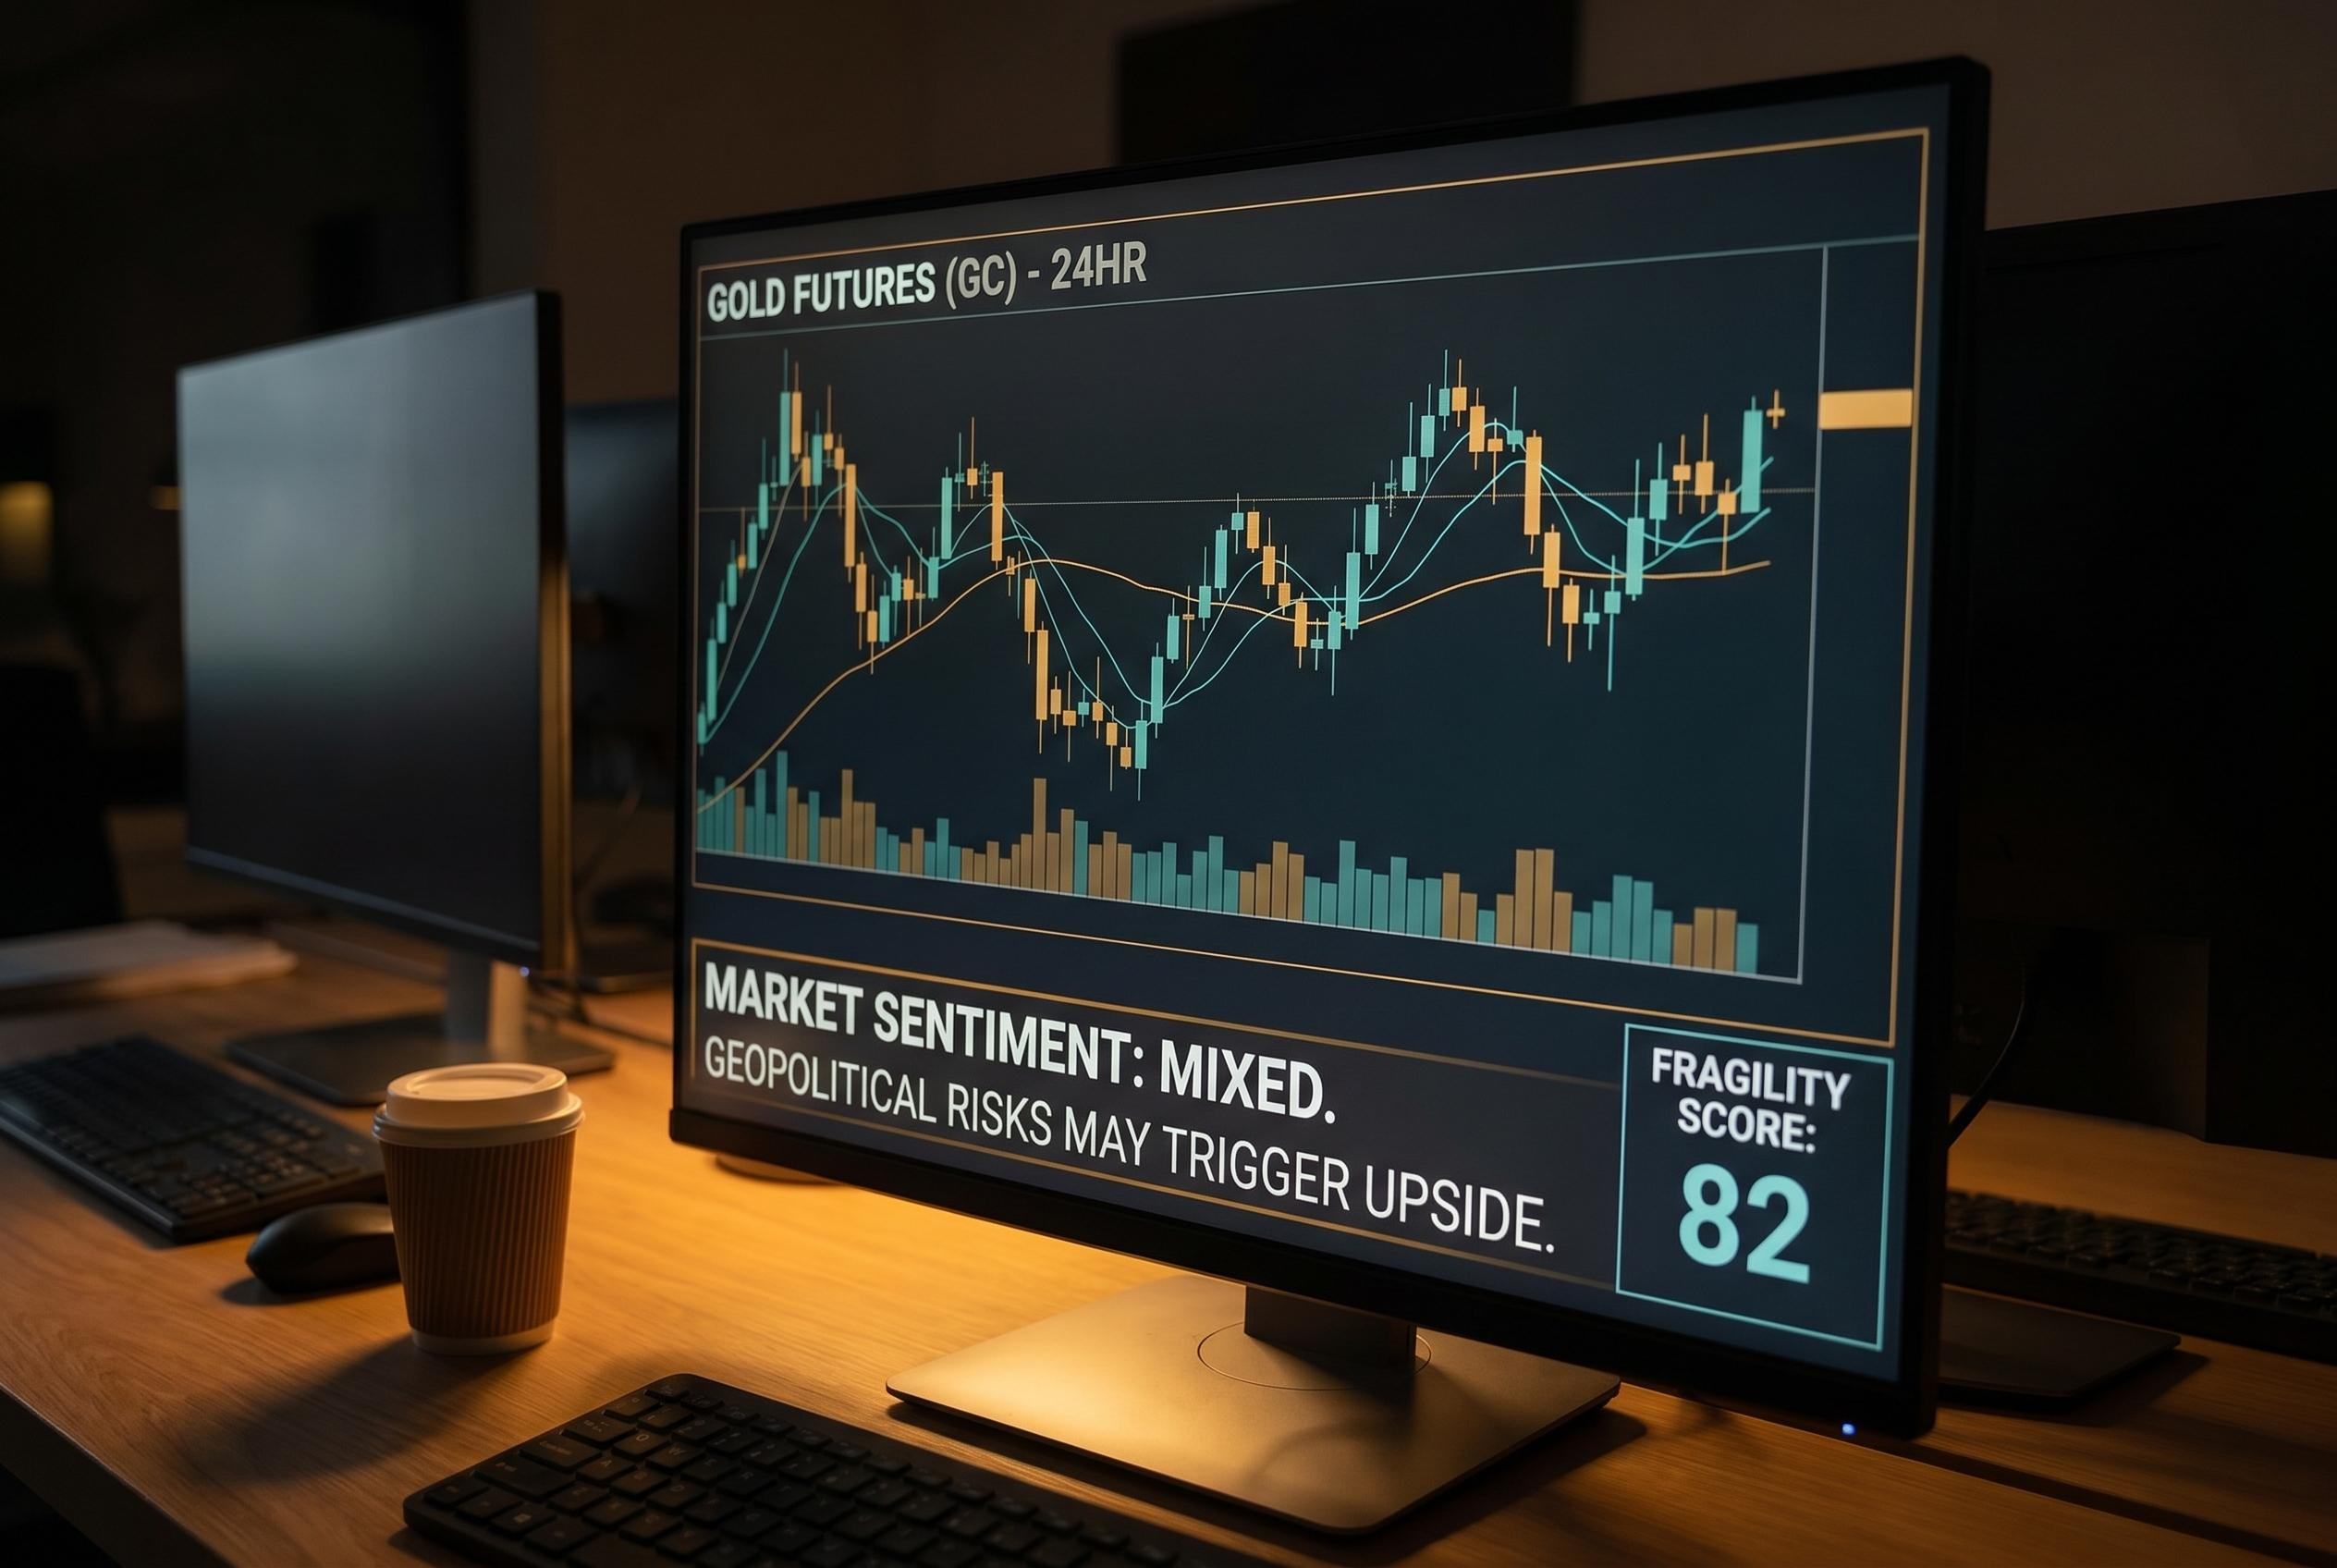 GOLD FUTURES (GC) - 24HR
MARKET SENTIMENT: MIXED.
GEOPOLITICAL RISKS MAY TRIGGER UPSIDE.
FRAGILITY
SCORE:
82